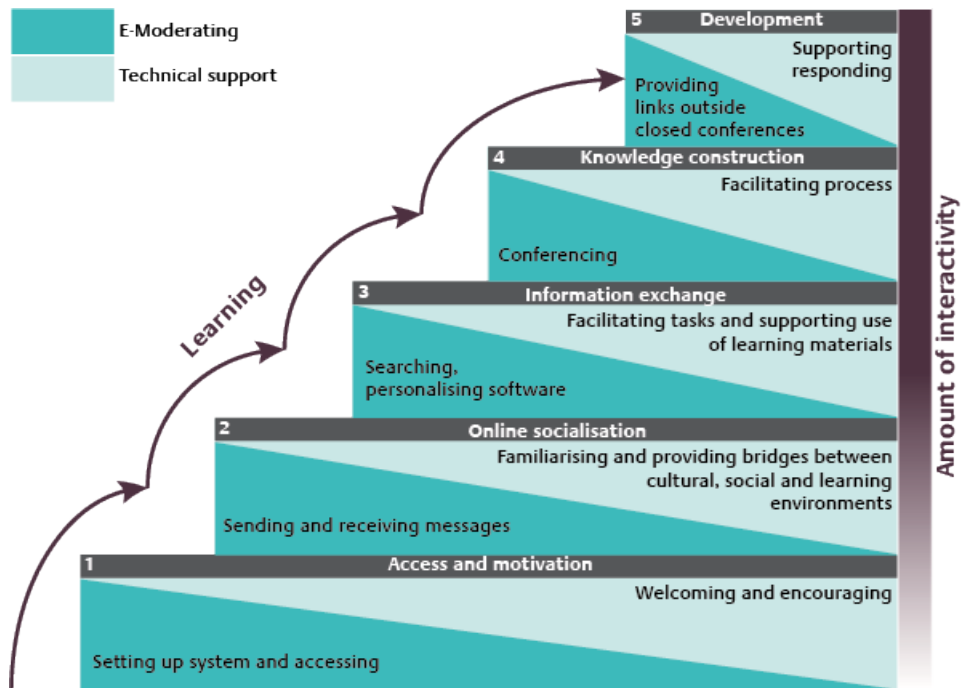 E-Moderating
Technical support
5 Development
Supporting
responding
Providing
links outside
closed conferences
4 Knowledge construction
Facilitating process
Conferencing
3 Information exchange
Facilitating tasks and supporting use
of learning materials
Searching,
personalising software
2 Online socialisation
Familiarising and providing bridges between
cultural, social and learning
environments
Sending and receiving messages
1 Access and motivation
Welcoming and encouraging
Setting up system and accessing
Learning
Amount of interactivity